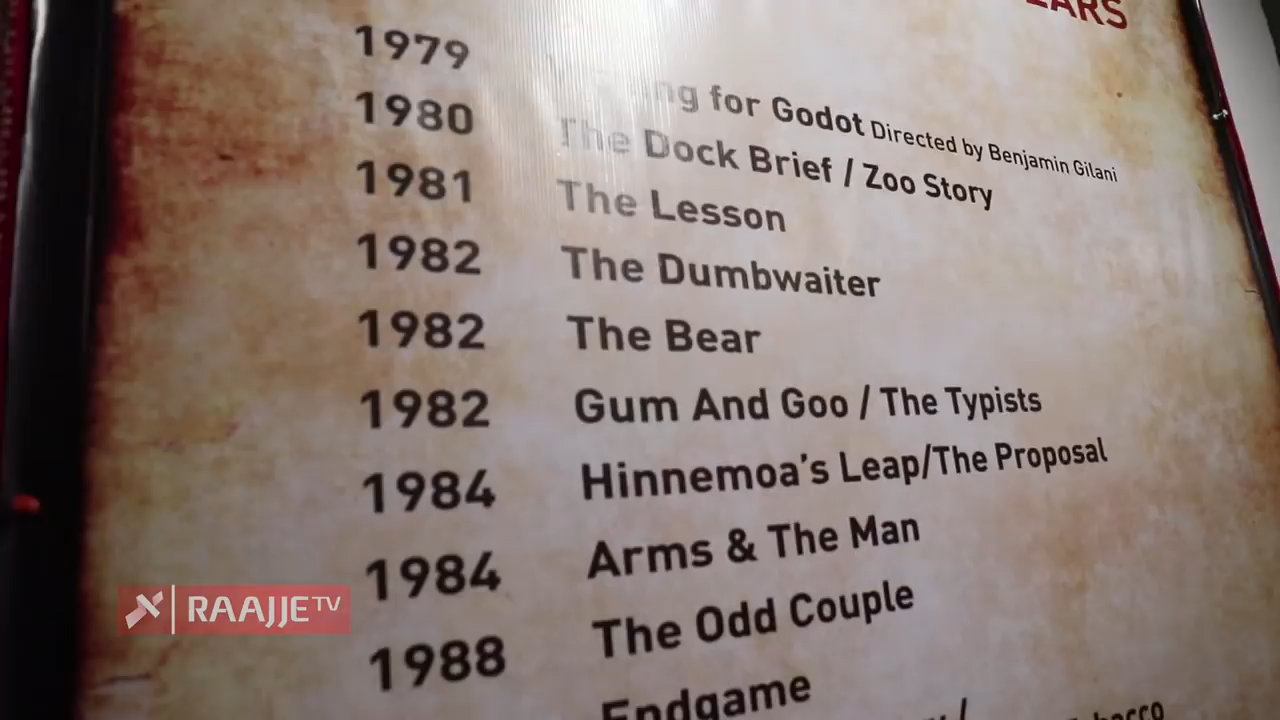 1979 for Godot Directed by Benjamin Gilani
1980 The Dock Brief / Zoo Story
1981 The Lesson
1982 The Dumbwaiter
1982 The Bear
1982 Gum And Goo / The Typists
1984 Hinnemoa's Leap/The Proposal
1984 Arms & The Man
1988 The Odd Couple
Endgame
RAAJJE TV